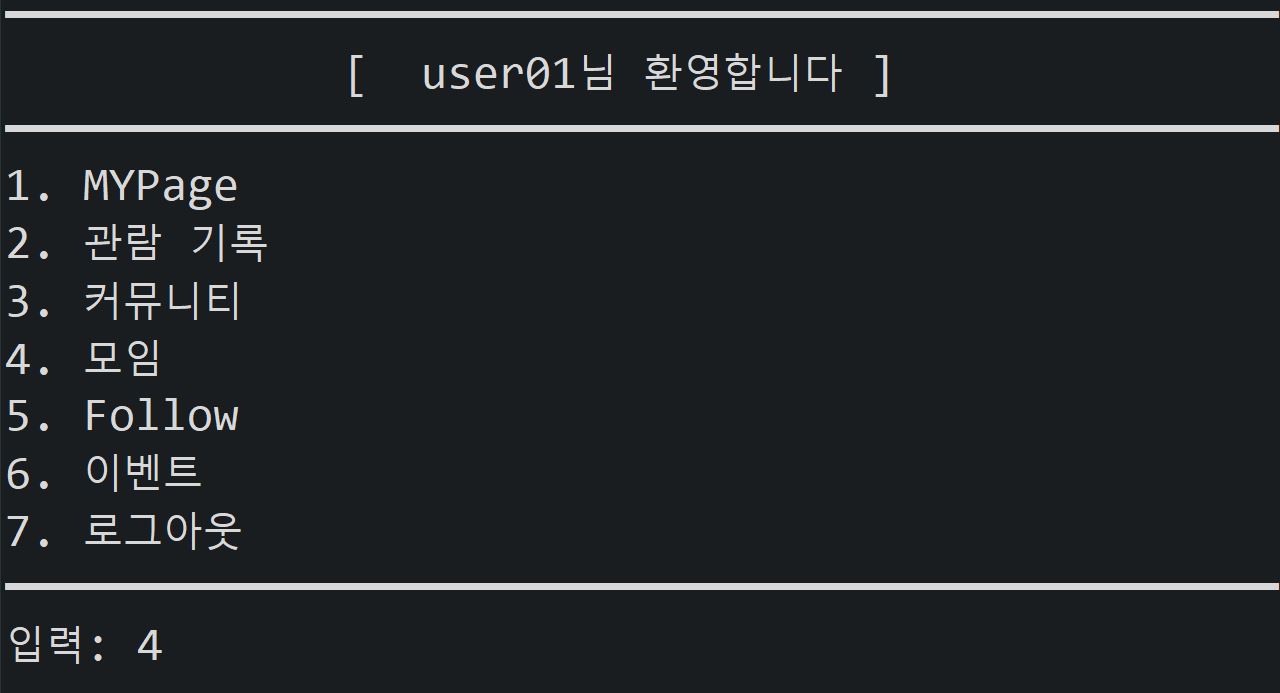 [  user01님 환영합니다 ]
1. MYPage
2. 관람 기록
3. 커뮤니티
4. 모임
5. Follow
6. 이벤트
7. 로그아웃
입력: 4